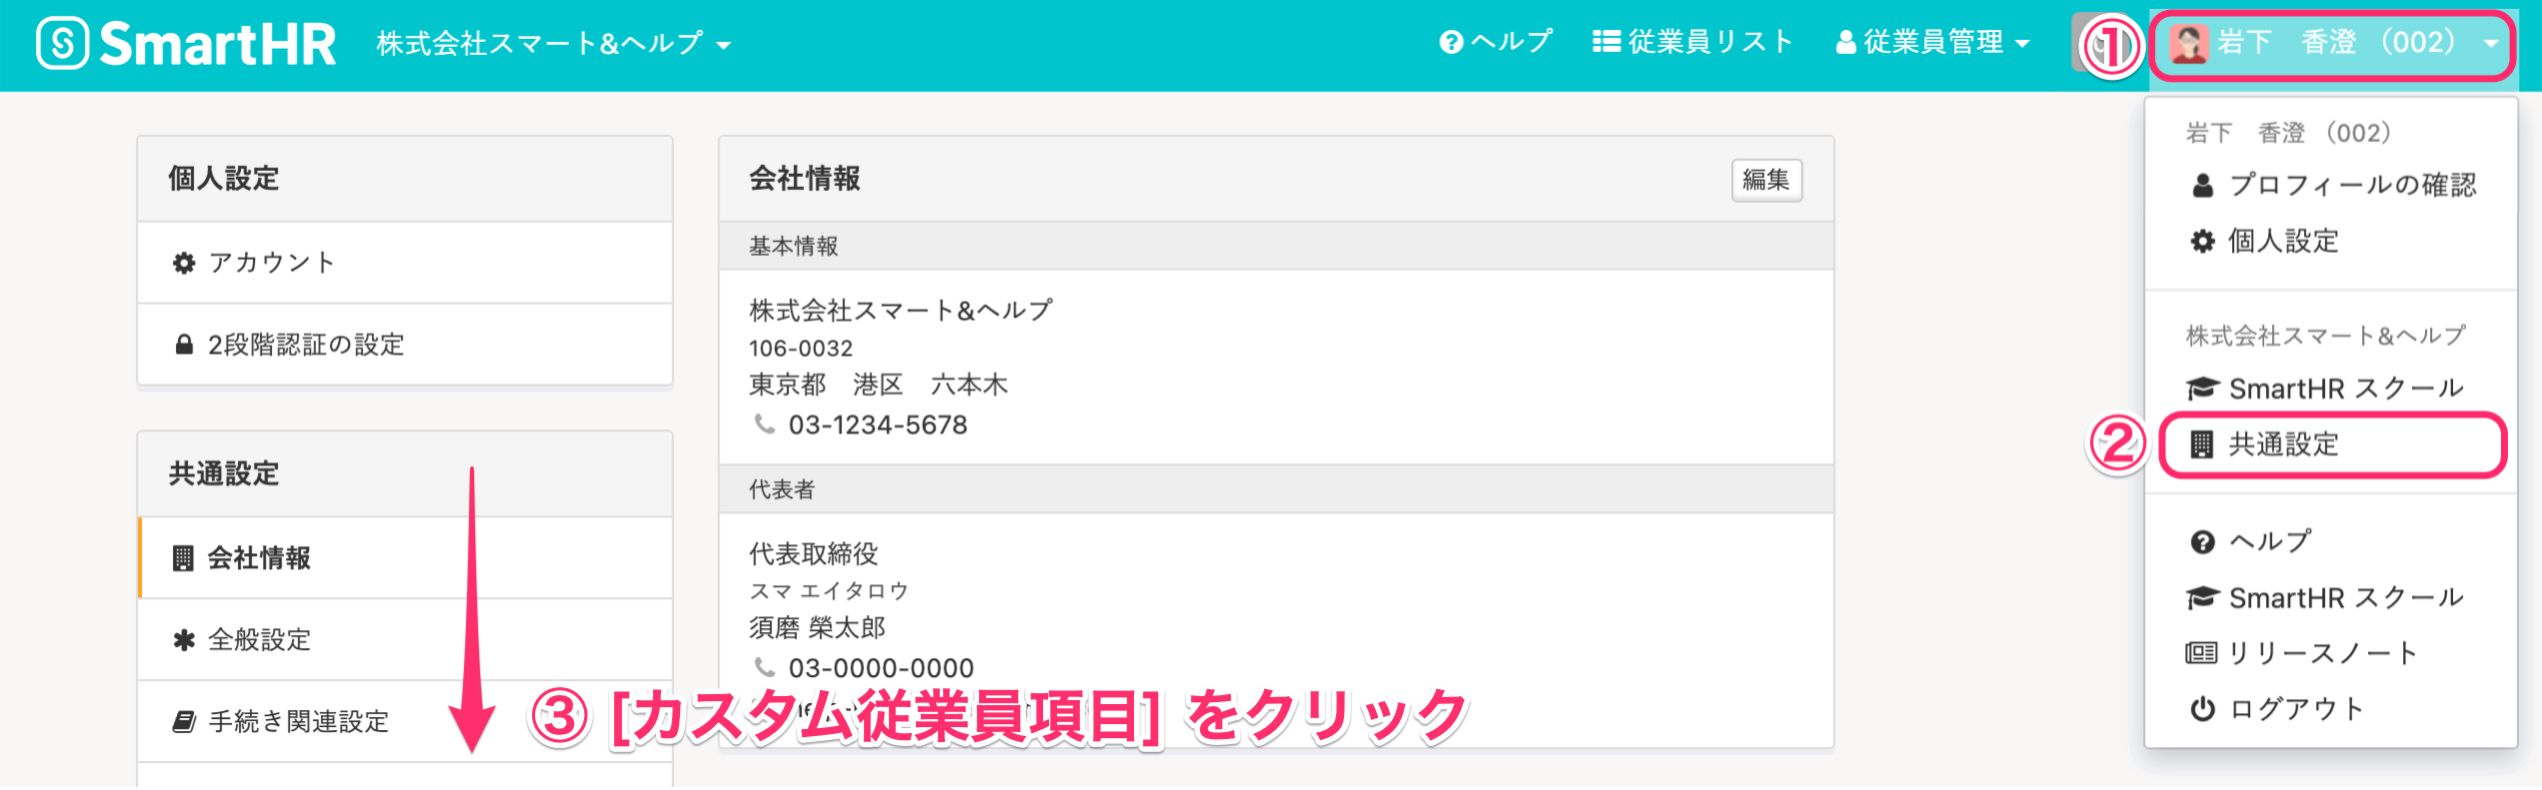 SmartHR 株式会社スマート&ヘルプ ヘルプ 従業員リスト 従業員管理 ① 岩下 香澄 （002）
個人設定
アカウント
2段階認証の設定
共通設定
会社情報
全般設定
手続き関連設定
会社情報 編集
基本情報
株式会社スマート&ヘルプ
106-0032
東京都 港区 六本木
03-1234-5678
代表者
代表取締役
スマ エイタロウ
須磨 榮太郎
03-0000-0000
③ [カスタム従業員項目] をクリック
岩下 香澄 （002）
プロフィールの確認
個人設定
株式会社スマート&ヘルプ
SmartHR スクール
② 共通設定
ヘルプ
SmartHR スクール
リリースノート
ログアウト